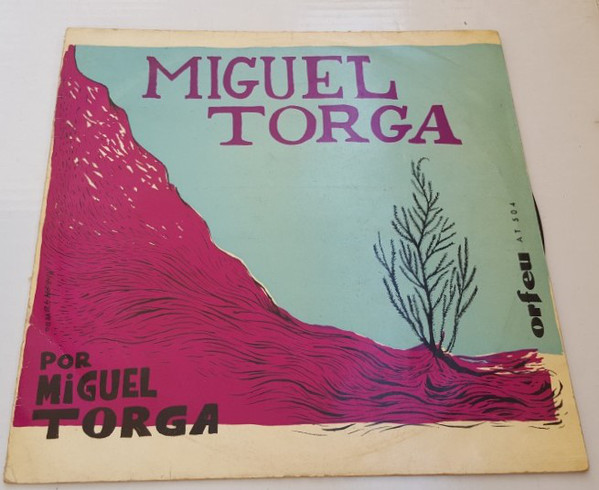 MIGUEL
TORGA
orfeu AT 504
POR
MiGUEL
TORGA